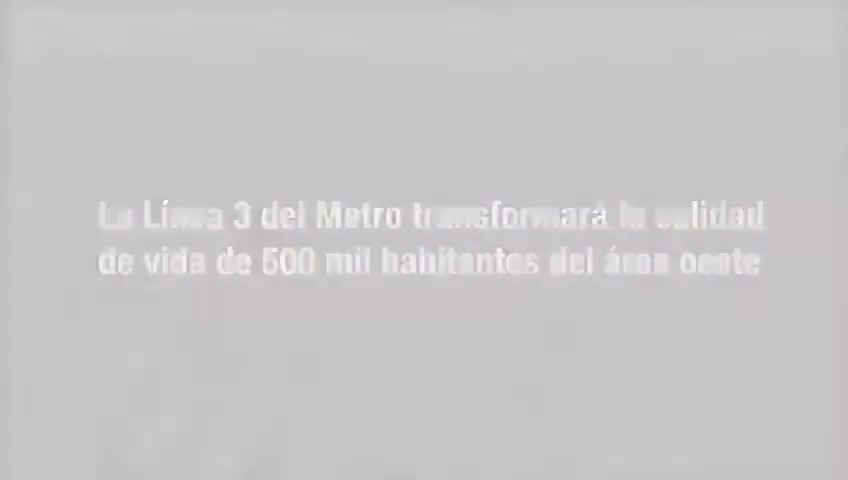 La Línea 3 del Metro transformará la calidad
de vida de 500 mil habitantes del área oeste